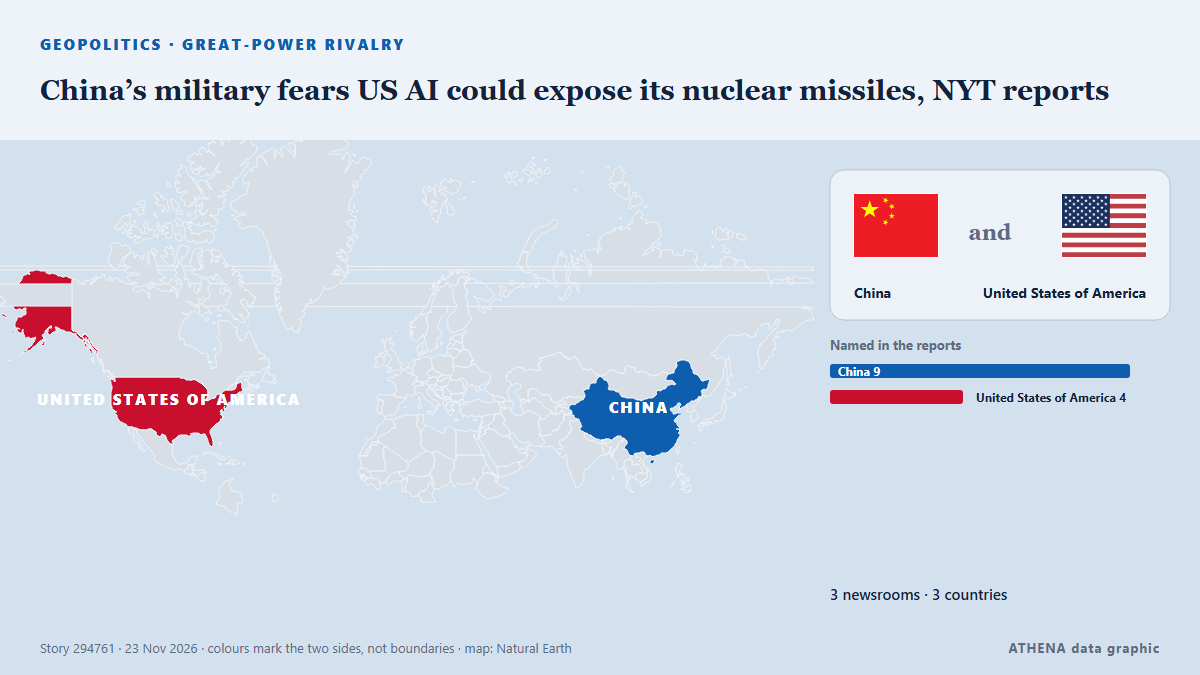 GEOPOLITICS · GREAT-POWER RIVALRY
China’s military fears US AI could expose its nuclear missiles, NYT reports
and
China
United States of America
Named in the reports
China 9
United States of America 4
UNITED STATES OF AMERICA
CHINA
3 newsrooms · 3 countries
Story 294761 · 23 Nov 2026 · colours mark the two sides, not boundaries · map: Natural Earth
ATHENA data graphic